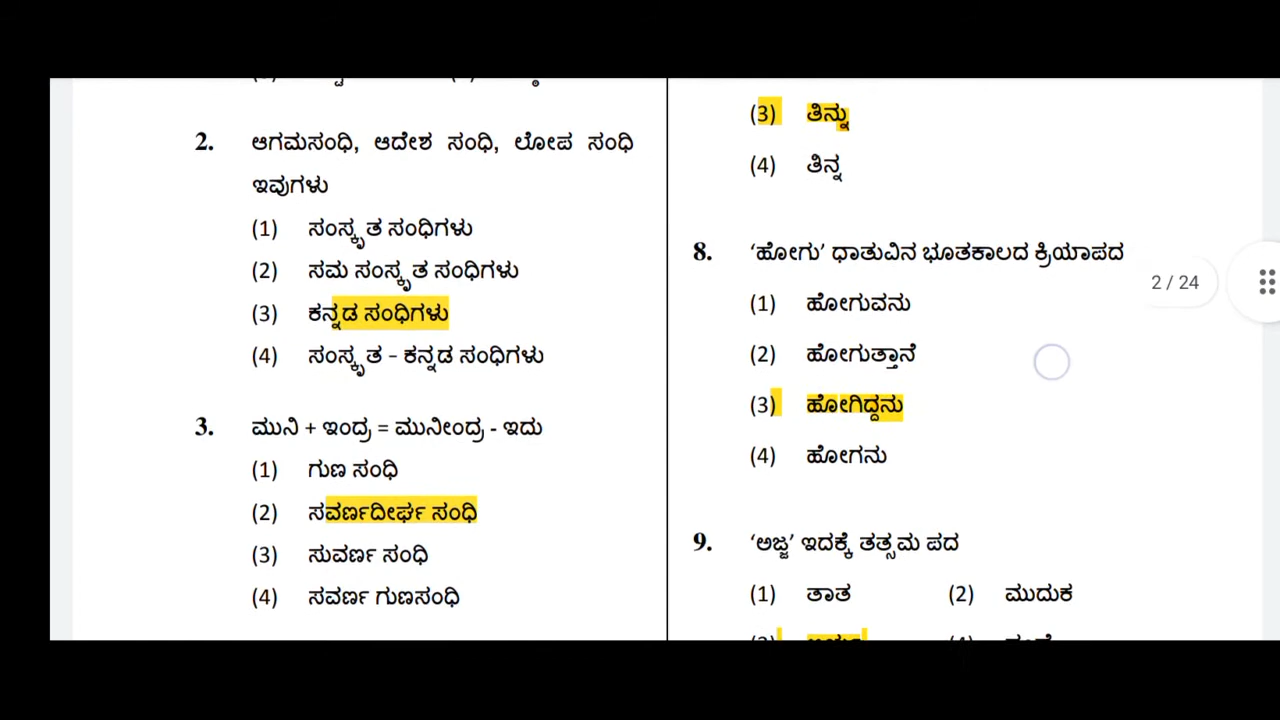 2. ಆಗಮಸಂಧಿ, ಆದೇಶ ಸಂಧಿ, ಲೋಪ ಸಂಧಿ
ಇವುಗಳು
(1) ಸಂಸ್ಕೃತ ಸಂಧಿಗಳು
(2) ಸಮ ಸಂಸ್ಕೃತ ಸಂಧಿಗಳು
(3) ಕನ್ನಡ ಸಂಧಿಗಳು
(4) ಸಂಸ್ಕೃತ – ಕನ್ನಡ ಸಂಧಿಗಳು
3. ಮುನಿ + ಇಂದ್ರ = ಮುನೀಂದ್ರ - ಇದು
(1) ಗುಣ ಸಂಧಿ
(2) ಸವರ್ಣದೀರ್ಘ ಸಂಧಿ
(3) ಸುವರ್ಣ ಸಂಧಿ
(4) ಸವರ್ಣ ಗುಣಸಂಧಿ
(3) ತಿನ್ನು
(4) ತಿನ್ನ
8. ‘ಹೋಗು’ ಧಾತುವಿನ ಭೂತಕಾಲದ ಕ್ರಿಯಾಪದ
(1) ಹೋಗುವನು
(2) ಹೋಗುತ್ತಾನೆ
(3) ಹೋಗಿದ್ದನು
(4) ಹೋಗನು
9. ‘ಅಜ್ಜ’ ಇದಕ್ಕೆ ತತ್ಸಮ ಪದ
(1) ತಾತ (2) ಮುದುಕ
2 / 24